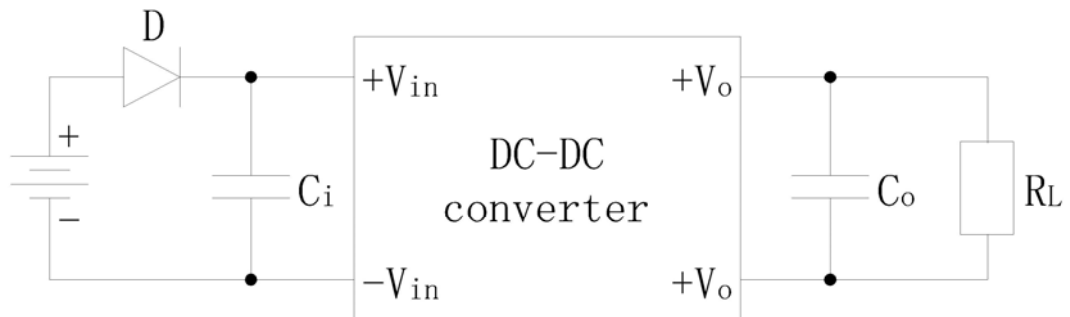 D
+Vin
+Vo
+
DC-DC
converter
Ci
Co
RL
-
-Vin
+Vo